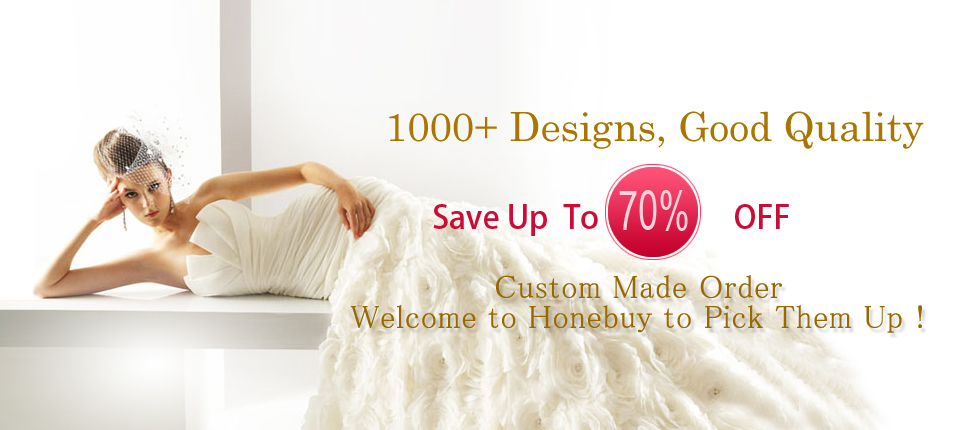 1000+ Designs, Good Quality
Save Up To 70% OFF
Custom Made Order
Welcome to Honebuy to Pick Them Up !